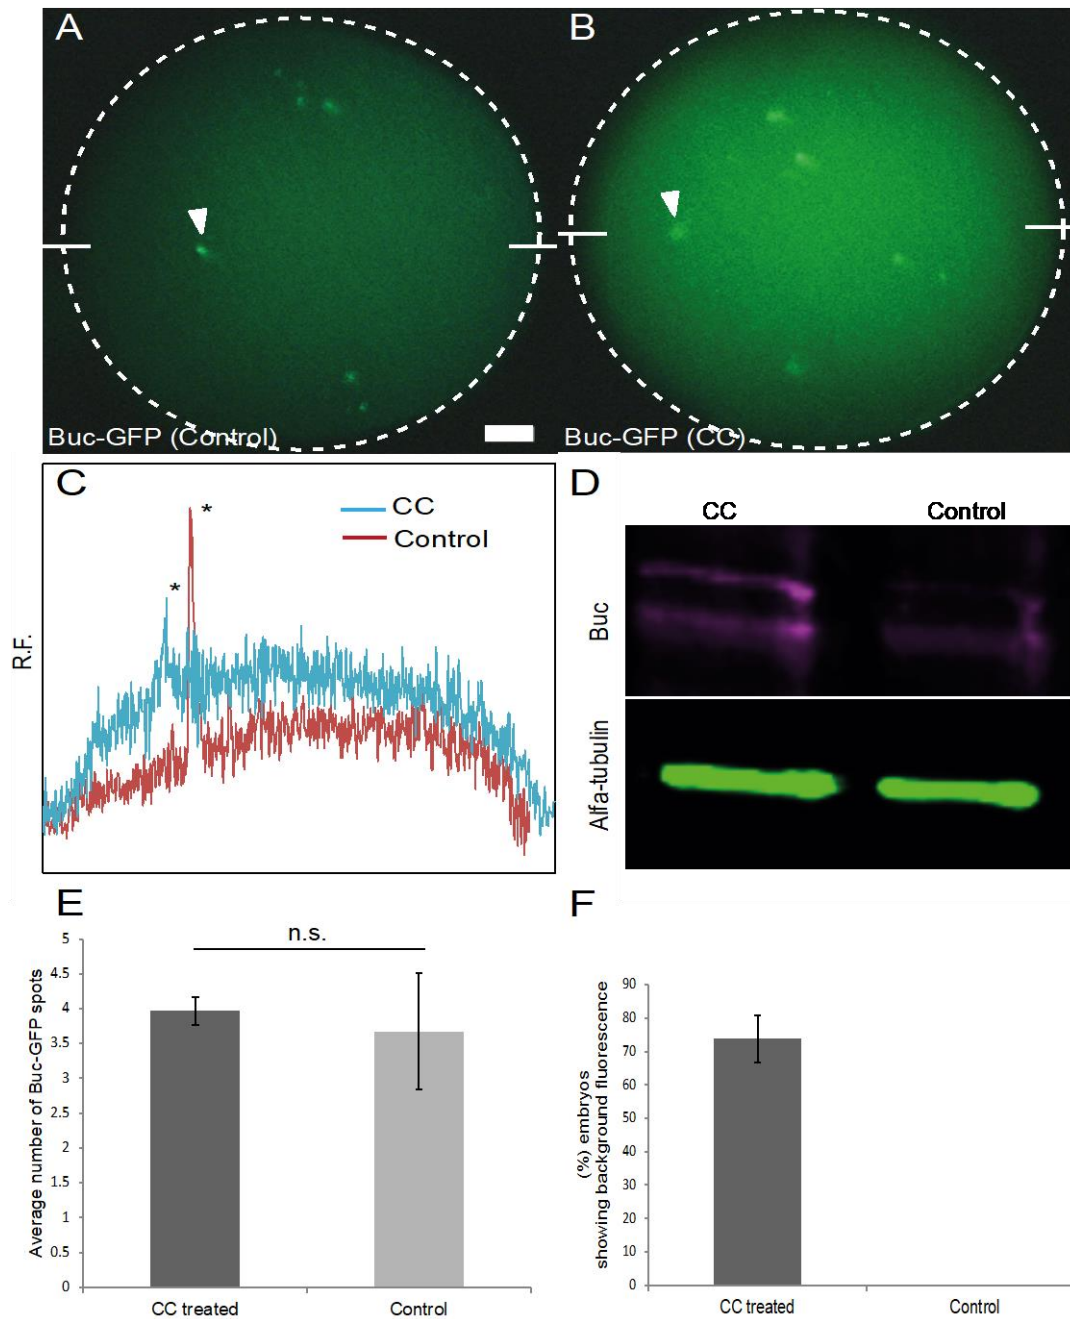 A
B
Buc-GFP (Control)
Buc-GFP (CC)
C
CC
Control
*
*
R.F.
D
CC
Control
Buc
Alfa-tubulin
E
n.s.
Average number of Buc-GFP spots
5
4.5
4
3.5
3
2.5
2
1.5
1
0.5
0
CC treated
Control
F
(%) embryos
showing background fluorescence
90
80
70
60
50
40
30
20
10
0
CC treated
Control